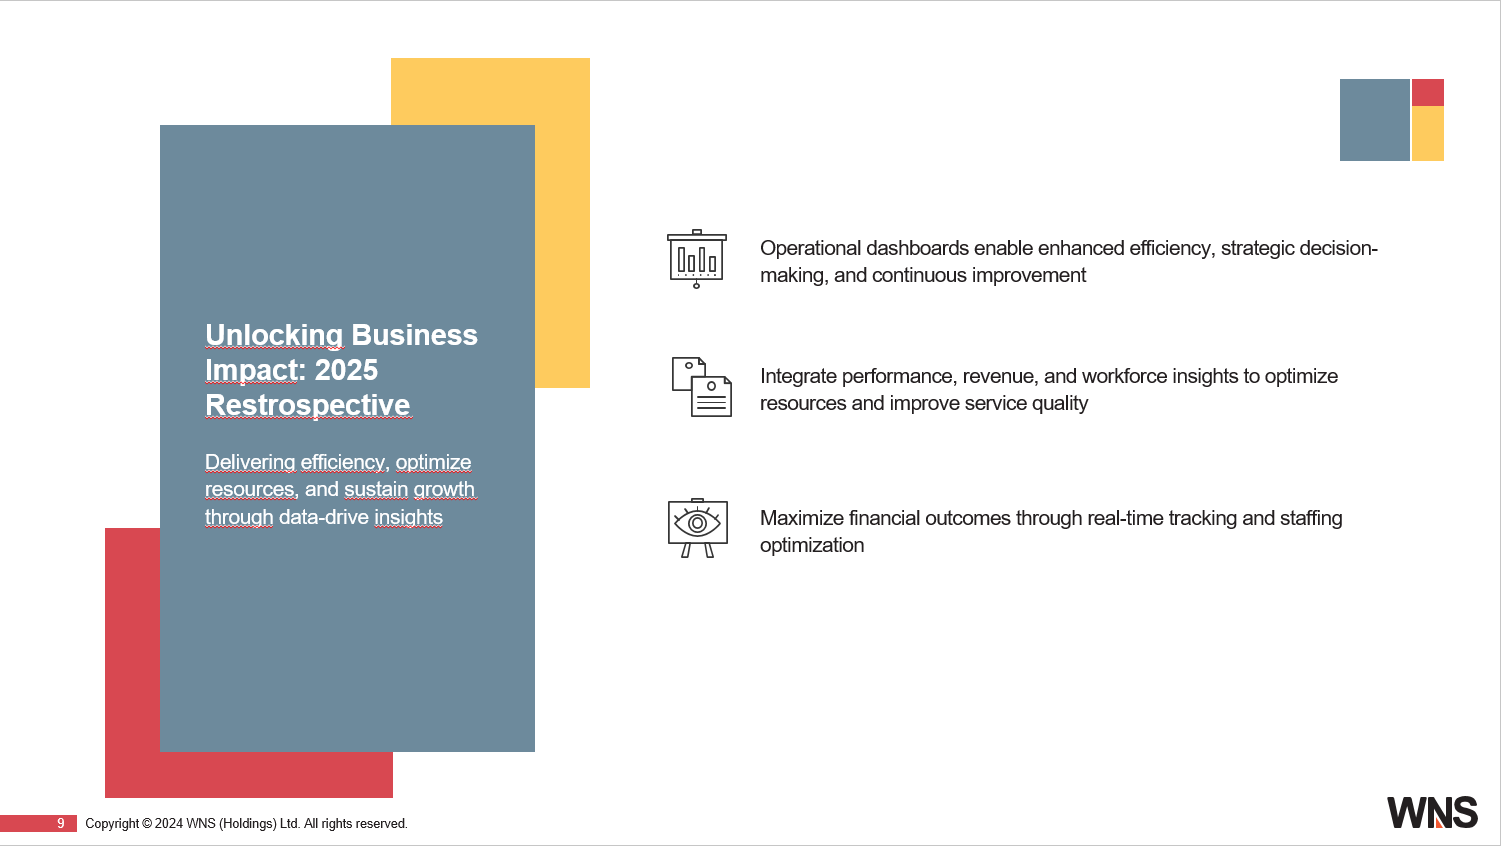 Unlocking Business
Impact: 2025
Restrospective
Delivering efficiency, optimize
resources, and sustain growth
through data-drive insights
Operational dashboards enable enhanced efficiency, strategic decision-
making, and continuous improvement
Integrate performance, revenue, and workforce insights to optimize
resources and improve service quality
Maximize financial outcomes through real-time tracking and staffing
optimization
9 Copyright © 2024 WNS (Holdings) Ltd. All rights reserved.
WNS